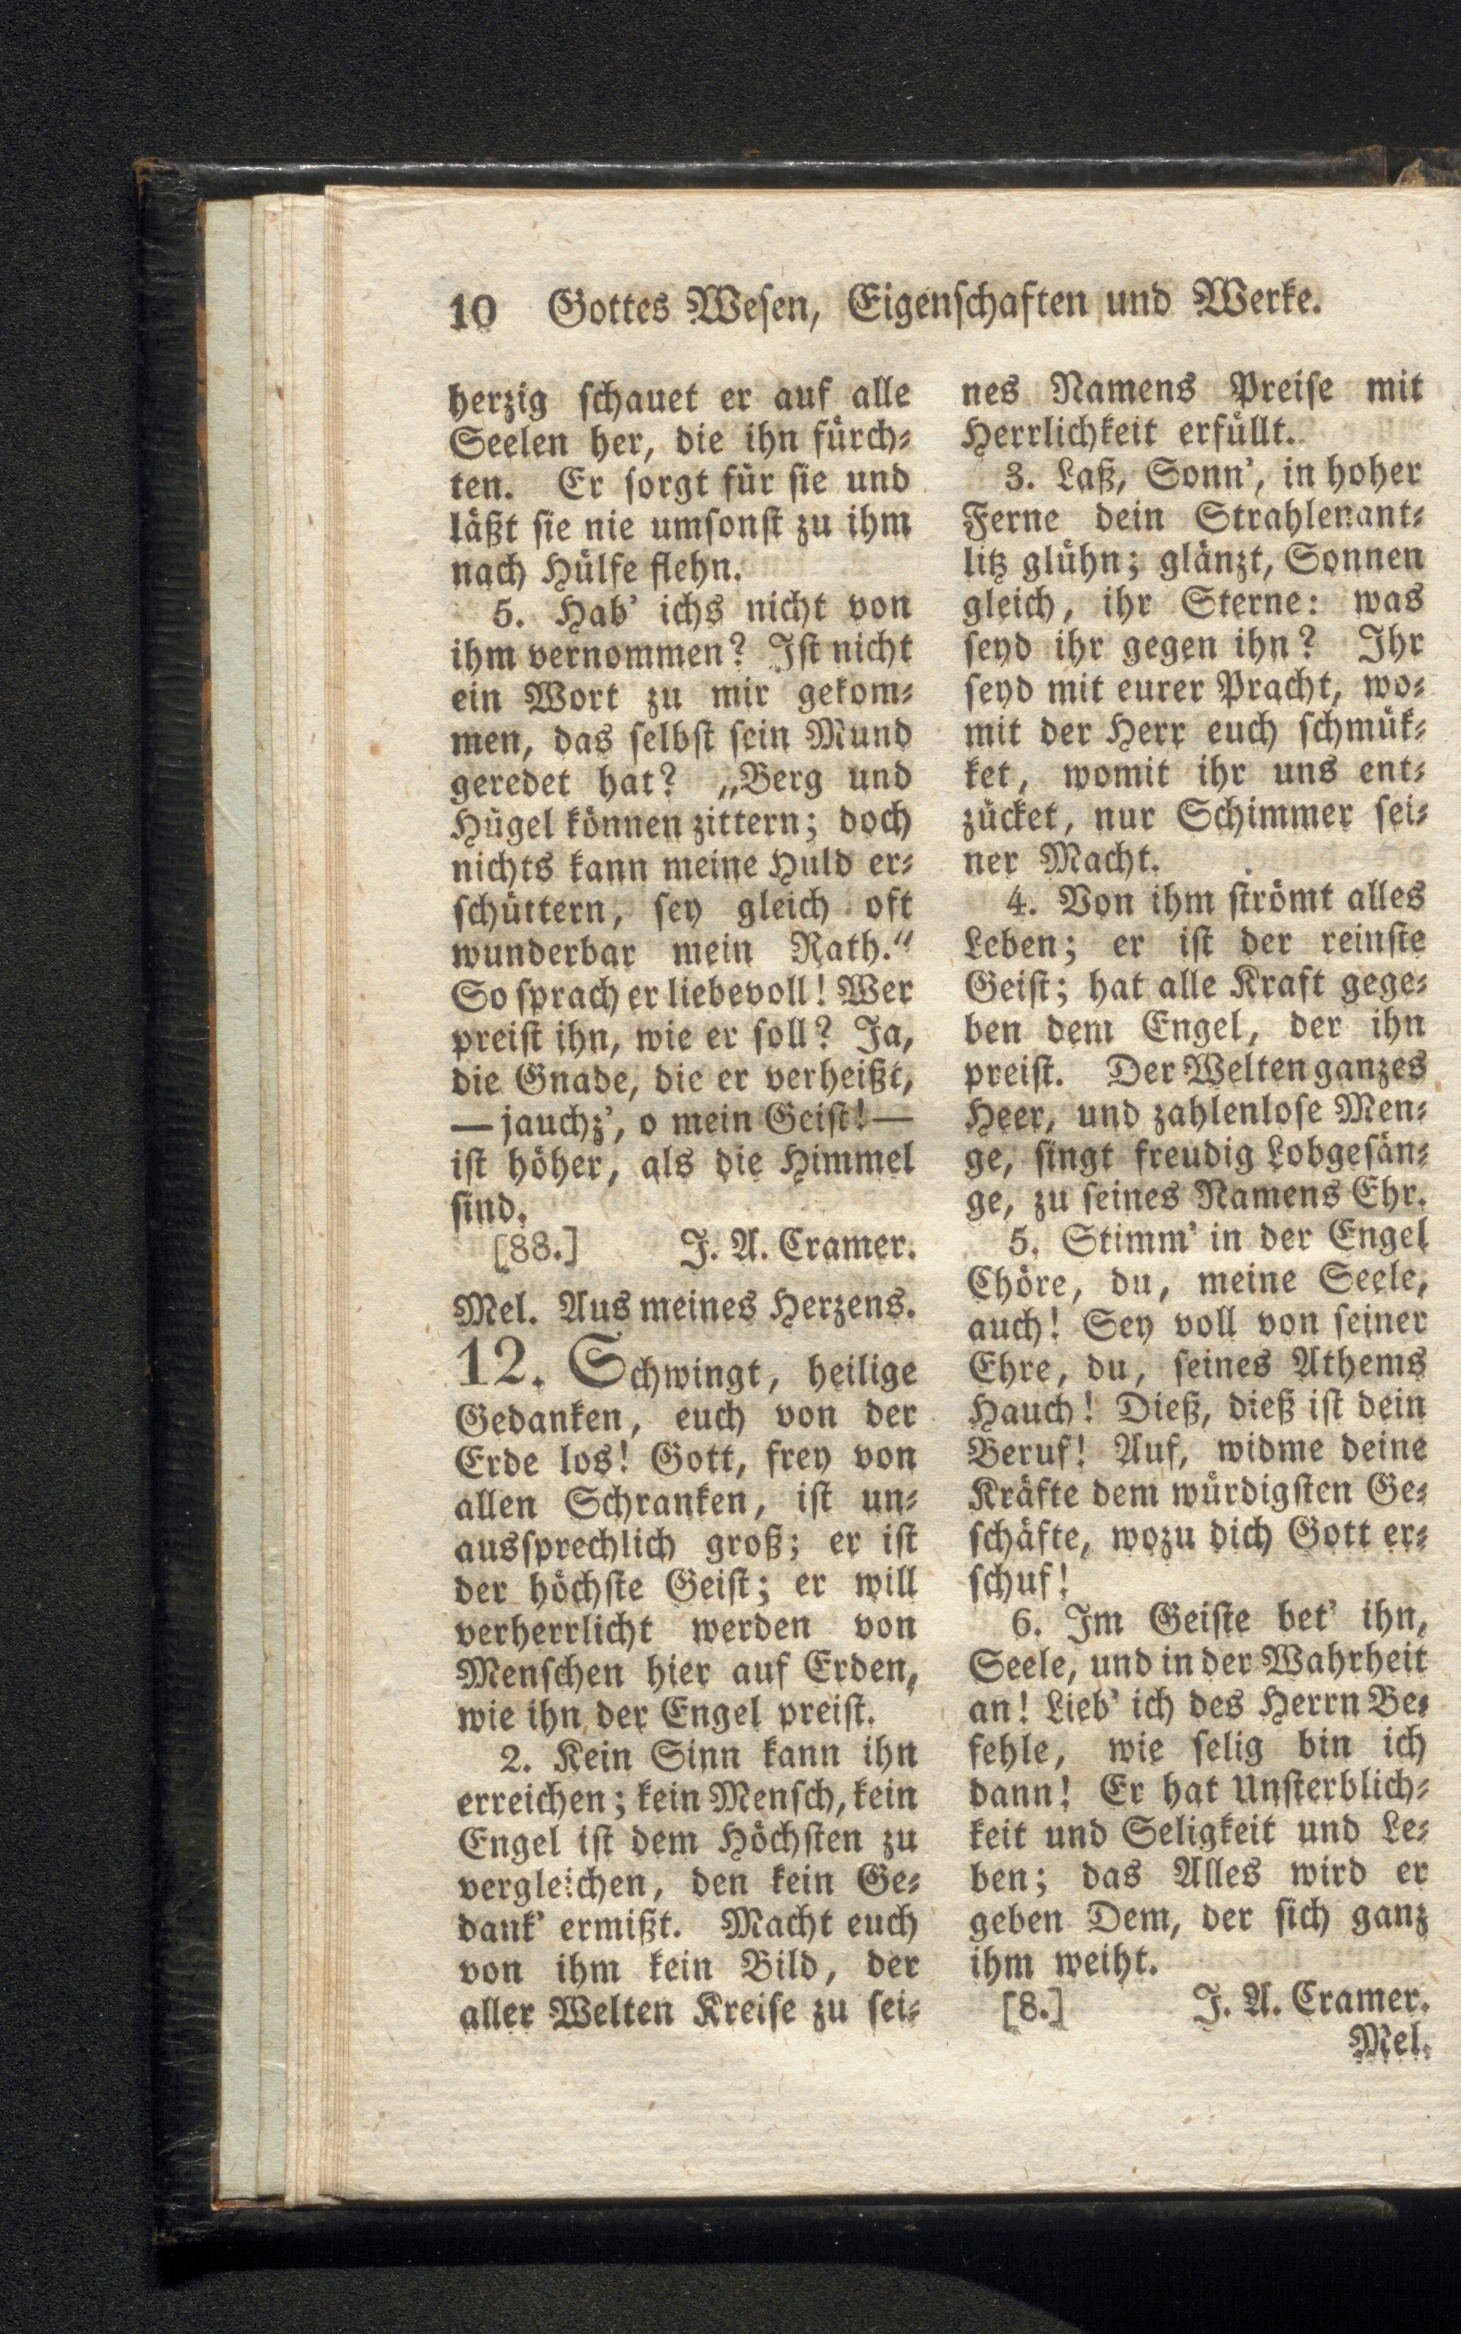 10 Gottes Weſen, Eigenſchaften und Werke.
herzig ſchauet er auf alle
Seelen her, die ihn fürch⸗
ten. Er ſorgt für ſie und
läßt ſie nie umſonſt zu ihm
nach Hülfe flehn.
5. Hab' ichs nicht von
ihm vernommen? Iſt nicht
ein Wort zu mir gekom⸗
men, das ſelbſt ſein Mund
geredet hat? „Berg und
Hügel können zittern; doch
nichts kann meine Huld er⸗
ſchüttern, ſey gleich oft
wunderbar mein Rath.“
So ſprach er liebevoll! Wer
preiſt ihn, wie er ſoll? Ja,
die Gnade, die er verheißt,
— jauchz', o mein Geiſt! —
iſt höher, als die Himmel
ſind.
[88.] J. A. Cramer.
Mel. Aus meines Herzens.
12. Schwingt, heilige
Gedanken, euch von der
Erde los! Gott, frey von
allen Schranken, iſt un⸗
ausſprechlich groß; er iſt
der höchſte Geiſt; er will
verherrlicht werden von
Menſchen hier auf Erden,
wie ihn der Engel preiſt.
2. Kein Sinn kann ihn
erreichen; kein Menſch, kein
Engel iſt dem Höchſten zu
vergleichen, den kein Ge⸗
dank' ermißt. Macht euch
von ihm kein Bild, der
aller Welten Kreiſe zu ſei⸗
nes Namens Preiſe mit
Herrlichkeit erfüllt.
3. Laß, Sonn', in hoher
Ferne dein Strahlenant⸗
litz glühn; glänzt, Sonnen
gleich, ihr Sterne: was
ſeyd ihr gegen ihn? Ihr
ſeyd mit eurer Pracht, wo⸗
mit der Herr euch ſchmük⸗
ket, womit ihr uns ent⸗
zücket, nur Schimmer ſei⸗
ner Macht.
4. Von ihm ſtrömt alles
Leben; er iſt der reinſte
Geiſt; hat alle Kraft gege⸗
ben dem Engel, der ihn
preiſt. Der Welten ganzes
Heer, und zahlenloſe Men⸗
ge, ſingt freudig Lobgeſän⸗
ge, zu ſeines Namens Ehr.
5. Stimm' in der Engel
Chöre, du, meine Seele,
auch! Sey voll von ſeiner
Ehre, du, ſeines Athems
Hauch! Dieß, dieß iſt dein
Beruf! Auf, widme deine
Kräfte dem würdigſten Ge⸗
ſchäfte, wozu dich Gott er⸗
ſchuf!
6. Im Geiſte bet' ihn,
Seele, und in der Wahrheit
an! Lieb' ich des Herrn Be⸗
fehle, wie ſelig bin ich
dann! Er hat Unſterblich⸗
keit und Seligkeit und Le⸗
ben; das Alles wird er
geben Dem, der ſich ganz
ihm weiht.
[8.] J. A. Cramer.
Mel.